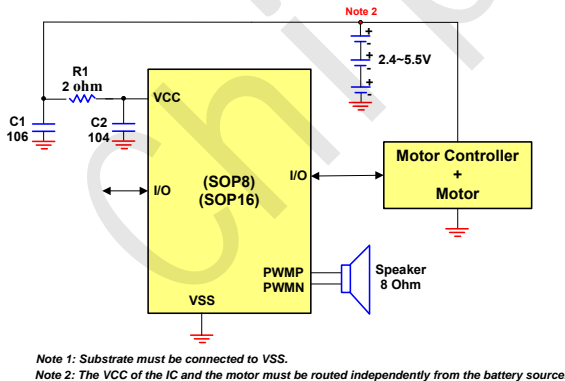 Note 2
+
-
+
-
+
-
2.4~5.5V
R1
2 ohm
C1
106
C2
104
VCC
I/O
(SOP8)
(SOP16)
I/O
Motor Controller
+
Motor
PWMP
PWMN
Speaker
8 Ohm
VSS
Note 1: Substrate must be connected to VSS.
Note 2: The VCC of the IC and the motor must be routed independently from the battery source